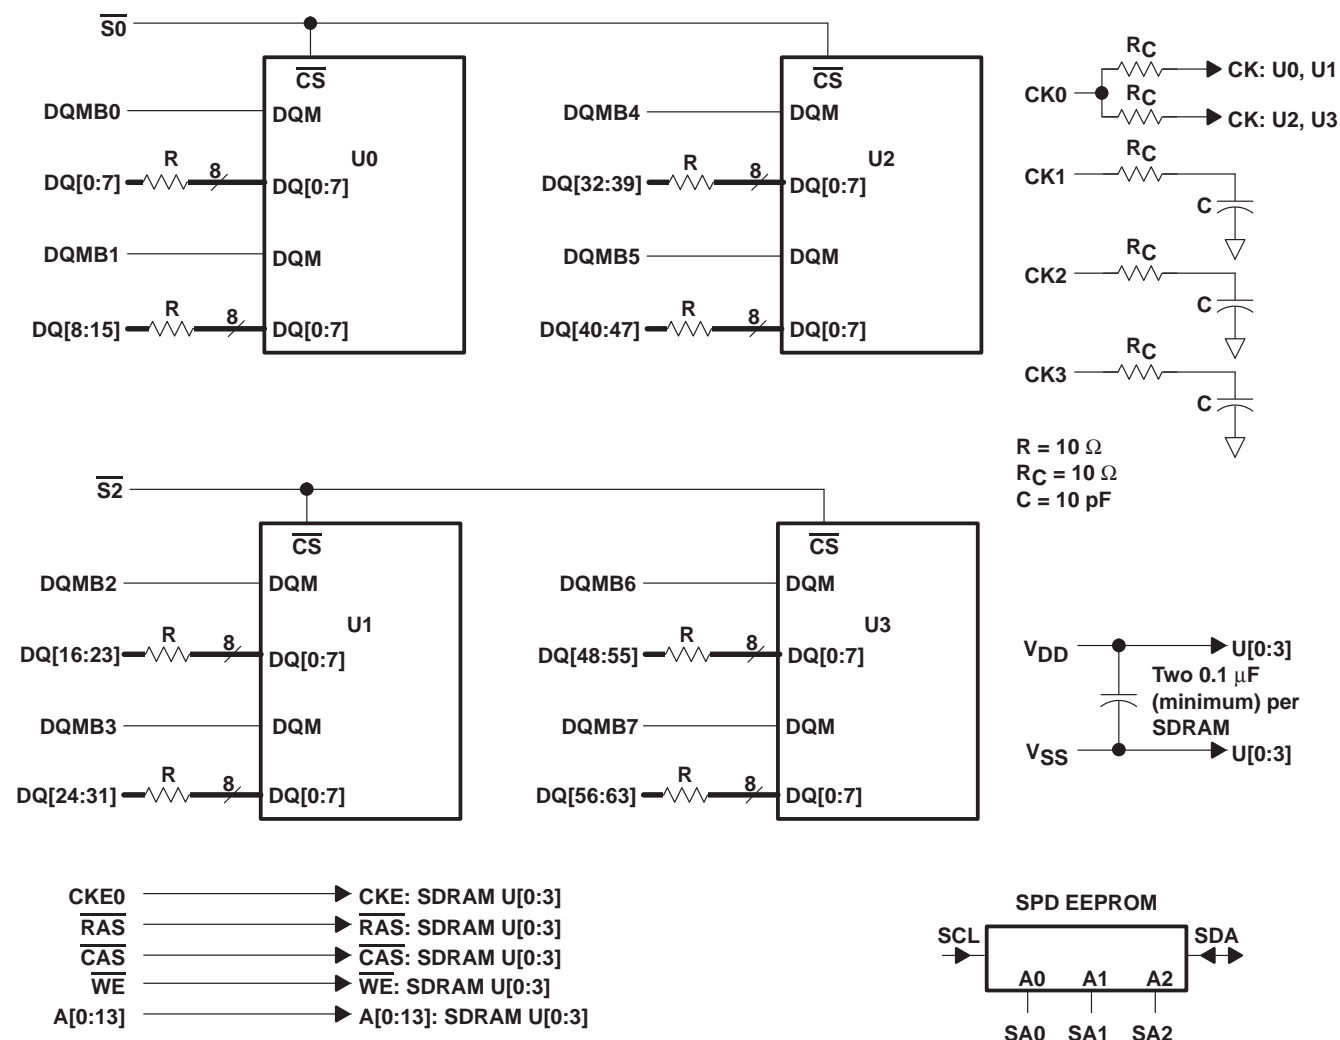 S0
CS
DQMB0
DQM
U0
R
8
DQ[0:7]
DQ[0:7]
DQMB1
DQM
R
8
DQ[8:15]
DQ[0:7]
CS
DQMB4
DQM
U2
R
8
DQ[32:39]
DQ[0:7]
DQMB5
DQM
R
8
DQ[40:47]
DQ[0:7]
RC
CK: U0, U1
CK0
RC
CK: U2, U3
RC
CK1
C
RC
CK2
C
RC
CK3
C
R = 10 Ω
RC = 10 Ω
C = 10 pF
S2
CS
DQMB2
DQM
U1
R
8
DQ[16:23]
DQ[0:7]
DQMB3
DQM
R
8
DQ[24:31]
DQ[0:7]
CS
DQMB6
DQM
U3
R
8
DQ[48:55]
DQ[0:7]
DQMB7
DQM
R
8
DQ[56:63]
DQ[0:7]
VDD
U[0:3]
Two 0.1 μF
(minimum) per
SDRAM
VSS
U[0:3]
CKE0 CKE: SDRAM U[0:3]
RAS RAS: SDRAM U[0:3]
CAS CAS: SDRAM U[0:3]
WE WE: SDRAM U[0:3]
A[0:13] A[0:13]: SDRAM U[0:3]
SPD EEPROM
SCL SDA
A0 A1 A2
SA0 SA1 SA2